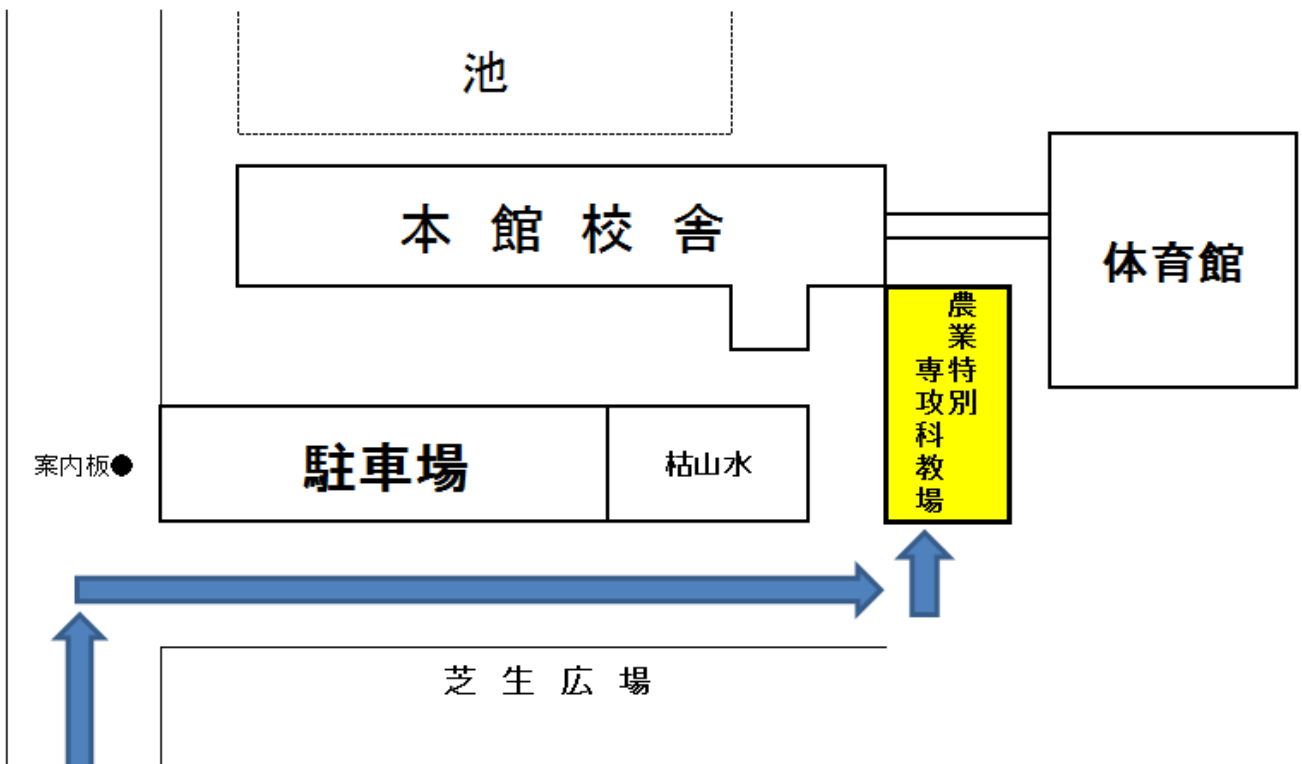 池
本館校舎
体育館
農業特別
専攻科教場
駐車場
枯山水
案内板●
芝生広場